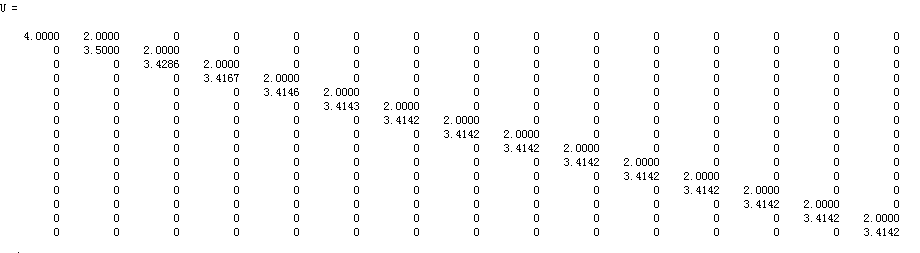 U =
4.0000 2.0000 0 0 0 0 0 0 0 0 0 0 0 0 0
0 3.5000 2.0000 0 0 0 0 0 0 0 0 0 0 0 0
0 0 3.4286 2.0000 0 0 0 0 0 0 0 0 0 0 0
0 0 0 3.4167 2.0000 0 0 0 0 0 0 0 0 0 0
0 0 0 0 3.4146 2.0000 0 0 0 0 0 0 0 0 0
0 0 0 0 0 3.4143 2.0000 0 0 0 0 0 0 0 0
0 0 0 0 0 0 3.4142 2.0000 0 0 0 0 0 0 0
0 0 0 0 0 0 0 3.4142 2.0000 0 0 0 0 0 0
0 0 0 0 0 0 0 0 3.4142 2.0000 0 0 0 0 0
0 0 0 0 0 0 0 0 0 3.4142 2.0000 0 0 0 0
0 0 0 0 0 0 0 0 0 0 3.4142 2.0000 0 0 0
0 0 0 0 0 0 0 0 0 0 0 3.4142 2.0000 0 0
0 0 0 0 0 0 0 0 0 0 0 0 3.4142 2.0000 0
0 0 0 0 0 0 0 0 0 0 0 0 0 3.4142 2.0000
0 0 0 0 0 0 0 0 0 0 0 0 0 0 3.4142